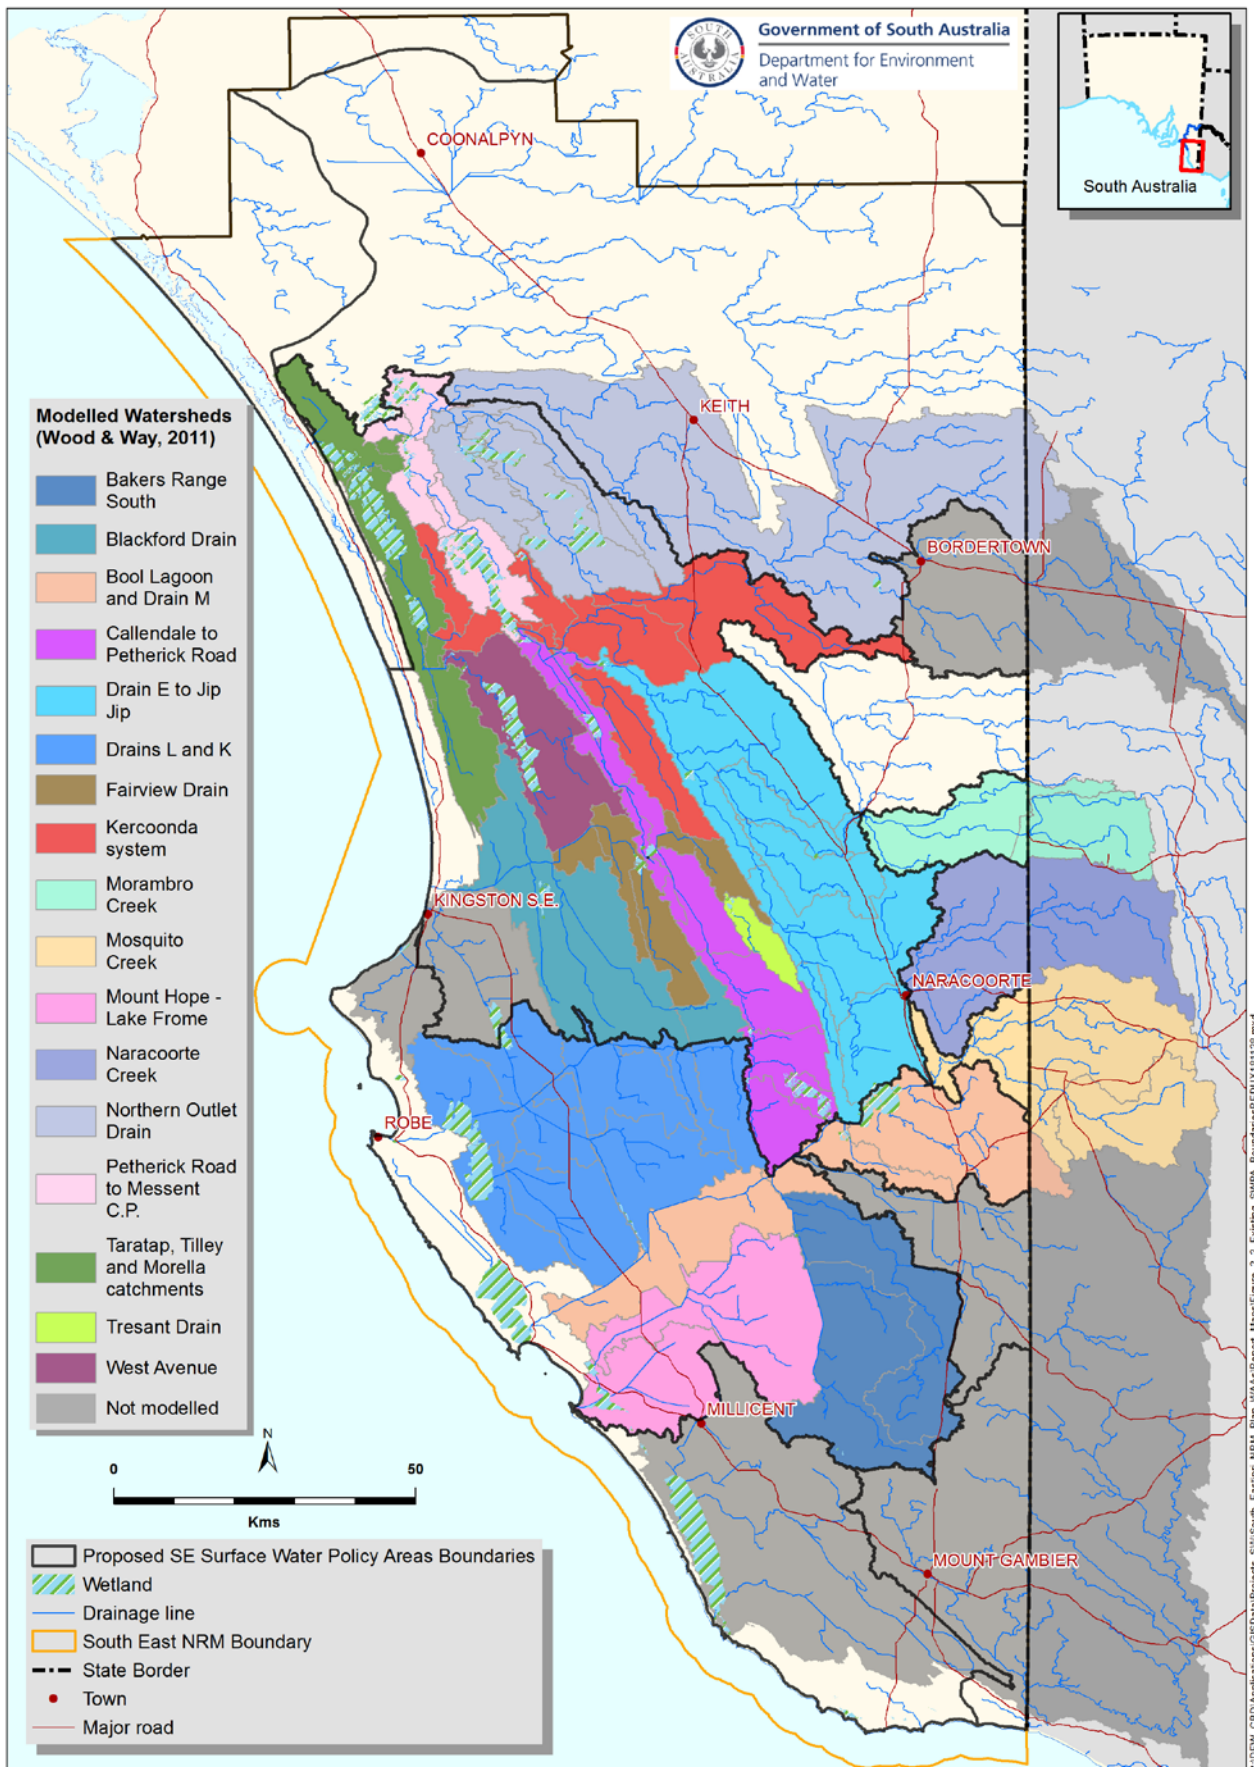 SOUTH
AUSTRALIA
Government of South Australia
Department for Environment
and Water
South Australia
COONALPYN
KEITH
BORDERTOWN
KINGSTON S.E.
NARACOORTE
ROBE
MILLICENT
MOUNT GAMBIER
Modelled Watersheds
(Wood & Way, 2011)
Bakers Range
South
Blackford Drain
Bool Lagoon
and Drain M
Callendale to
Petherick Road
Drain E to Jip
Jip
Drains L and K
Fairview Drain
Kercoonda
system
Morambro
Creek
Mosquito
Creek
Mount Hope -
Lake Frome
Naracoorte
Creek
Northern Outlet
Drain
Petherick Road
to Messent
C.P.
Taratap, Tilley
and Morella
catchments
Tresant Drain
West Avenue
Not modelled
N
0 50
Kms
Proposed SE Surface Water Policy Areas Boundaries
Wetland
Drainage line
South East NRM Boundary
State Border
Town
Major road